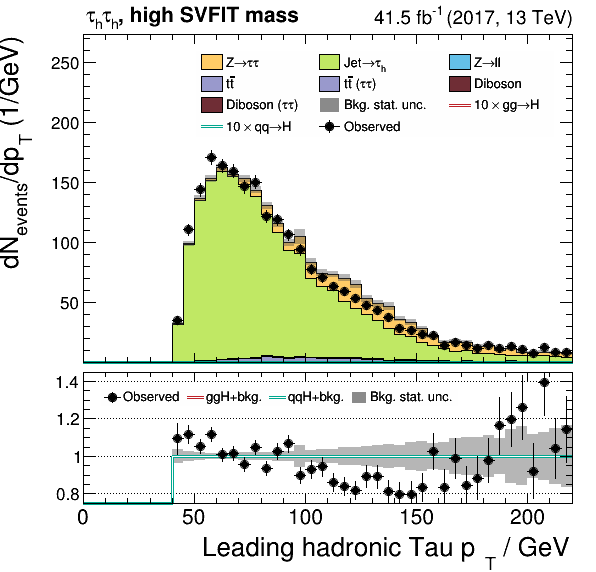 τhτh, high SVFIT mass 41.5 fb⁻¹ (2017, 13 TeV)
dN_events/dp_T (1/GeV)
250
200
150
100
50
Z→ττ Jet→τh Z→ll
tt̄ tt̄ (ττ) Diboson
Diboson (ττ) Bkg. stat. unc. 10 × gg→H
10 × qq→H Observed
1.4
1.2
1
0.8
Observed ggH+bkg. qqH+bkg. Bkg. stat. unc.
0 50 100 150 200
Leading hadronic Tau p_T / GeV